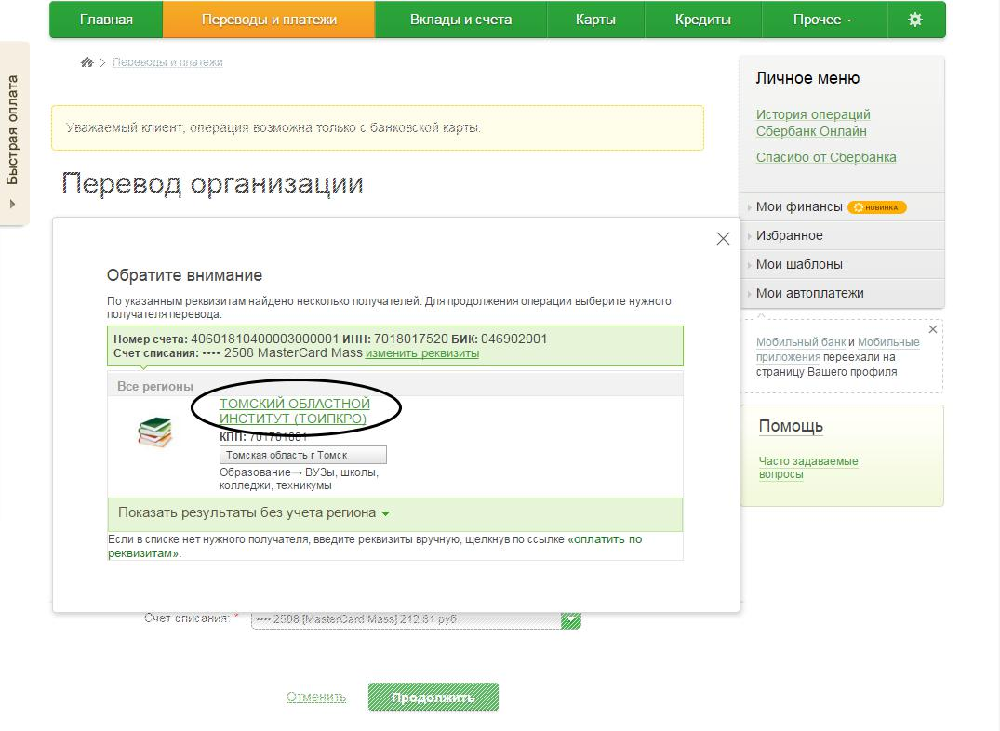 Главная Переводы и платежи Вклады и счета Карты Кредиты Прочее
Быстрая оплата
Переводы и платежи
Уважаемый клиент, операция возможна только с банковской карты.
Перевод организации
Обратите внимание
По указанным реквизитам найдено несколько получателей. Для продолжения операции выберите нужного
получателя перевода.
Номер счета: 40601810400003000001 ИНН: 7018017520 БИК: 046902001
Счет списания: •••• 2508 MasterCard Mass изменить реквизиты
Все регионы
ТОМСКИЙ ОБЛАСТНОЙ
ИНСТИТУТ (ТОИПКРО)
КПП: 701701001
Томская область г Томск
Образование→ ВУЗы, школы,
колледжи, техникумы
Показать результаты без учета региона
Если в списке нет нужного получателя, введите реквизиты вручную, щелкнув по ссылке «оплатить по
реквизитам».
Счет списания: * •••• 2508 [MasterCard Mass] 212.81 руб.
Отменить Продолжить
Личное меню
История операций
Сбербанк Онлайн
Спасибо от Сбербанка
Мои финансы НОВИНКА
Избранное
Мои шаблоны
Мои автоплатежи
Мобильный банк и Мобильные
приложения переехали на
страницу Вашего профиля
Помощь
Часто задаваемые
вопросы